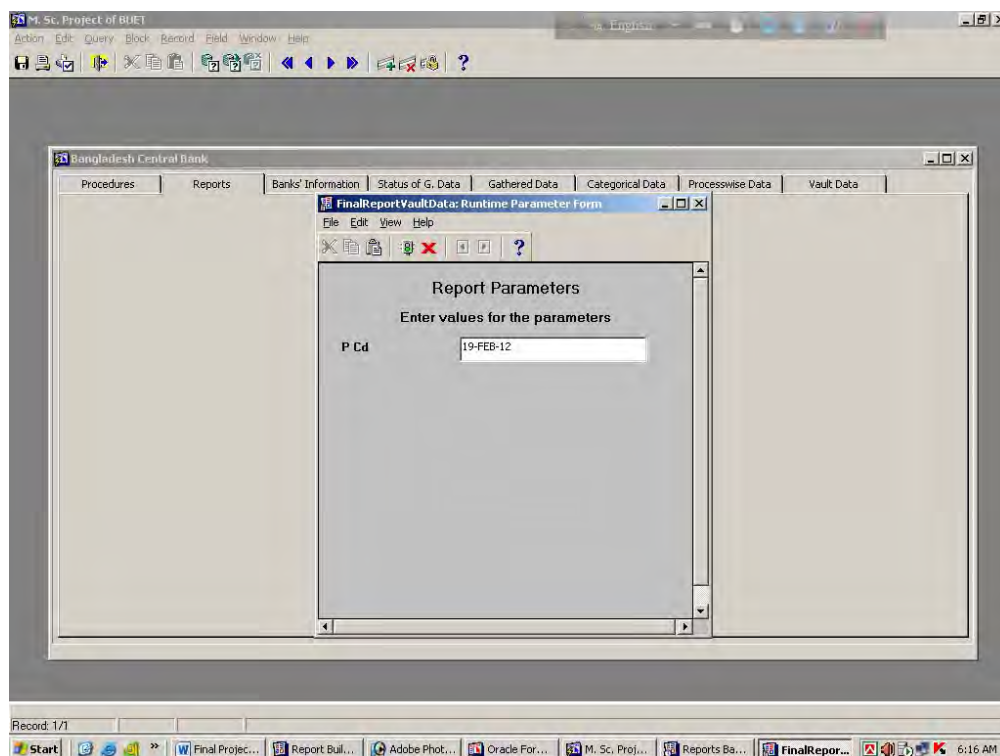 M. Sc. Project of BUET
Action Edit Query Block Record Field Window Help
English
Bangladesh Central Bank
Procedures Reports Banks' Information Status of G. Data Gathered Data Categorical Data Processwise Data Vault Data
FinalReportVaultData: Runtime Parameter Form
File Edit View Help
Report Parameters
Enter values for the parameters
P Cd 19-FEB-12
Record: 1/1
Start Final Projec... Report Buil... Adobe Phot... Oracle For... M. Sc. Proj... Reports Ba... FinalRepor... 6:16 AM